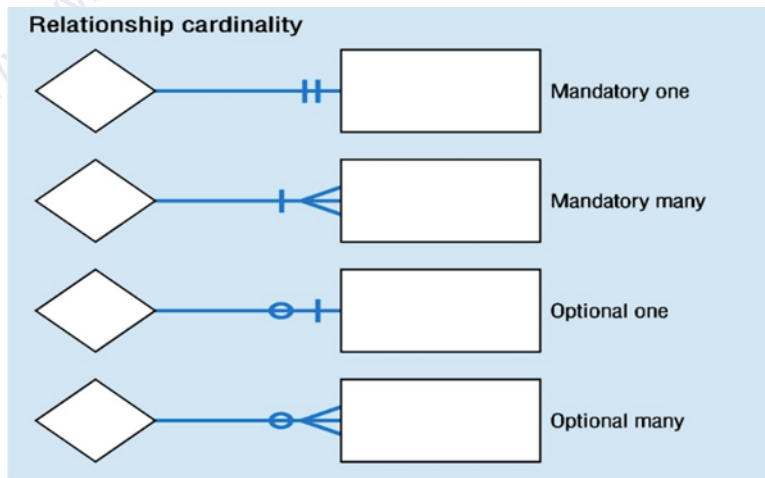 Relationship cardinality
Mandatory one
Mandatory many
Optional one
Optional many